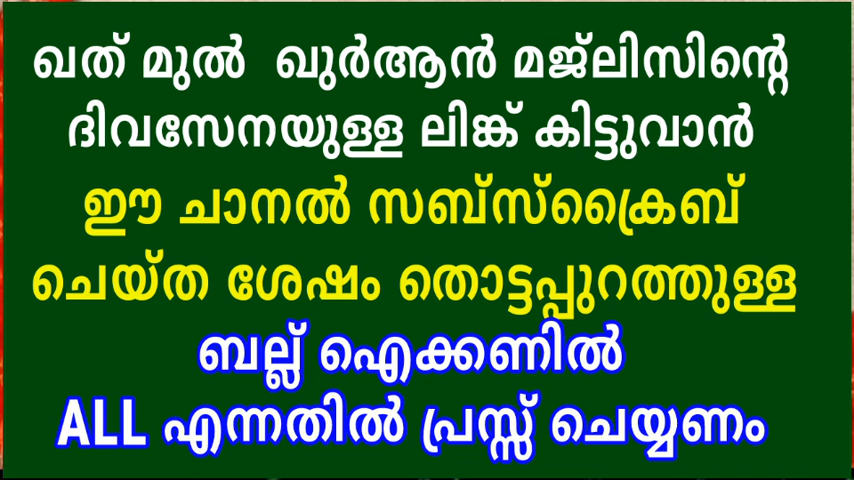 ഖത് മുൽ ഖുർആൻ മജ്‌ലിസിന്റെ
ദിവസേനയുള്ള ലിങ്ക് കിട്ടുവാൻ
ഈ ചാനൽ സബ്സ്ക്രൈബ്
ചെയ്ത ശേഷം തൊട്ടപ്പുറത്തുള്ള
ബല്ല് ഐക്കണിൽ
ALL എന്നതിൽ പ്രസ്സ് ചെയ്യണം